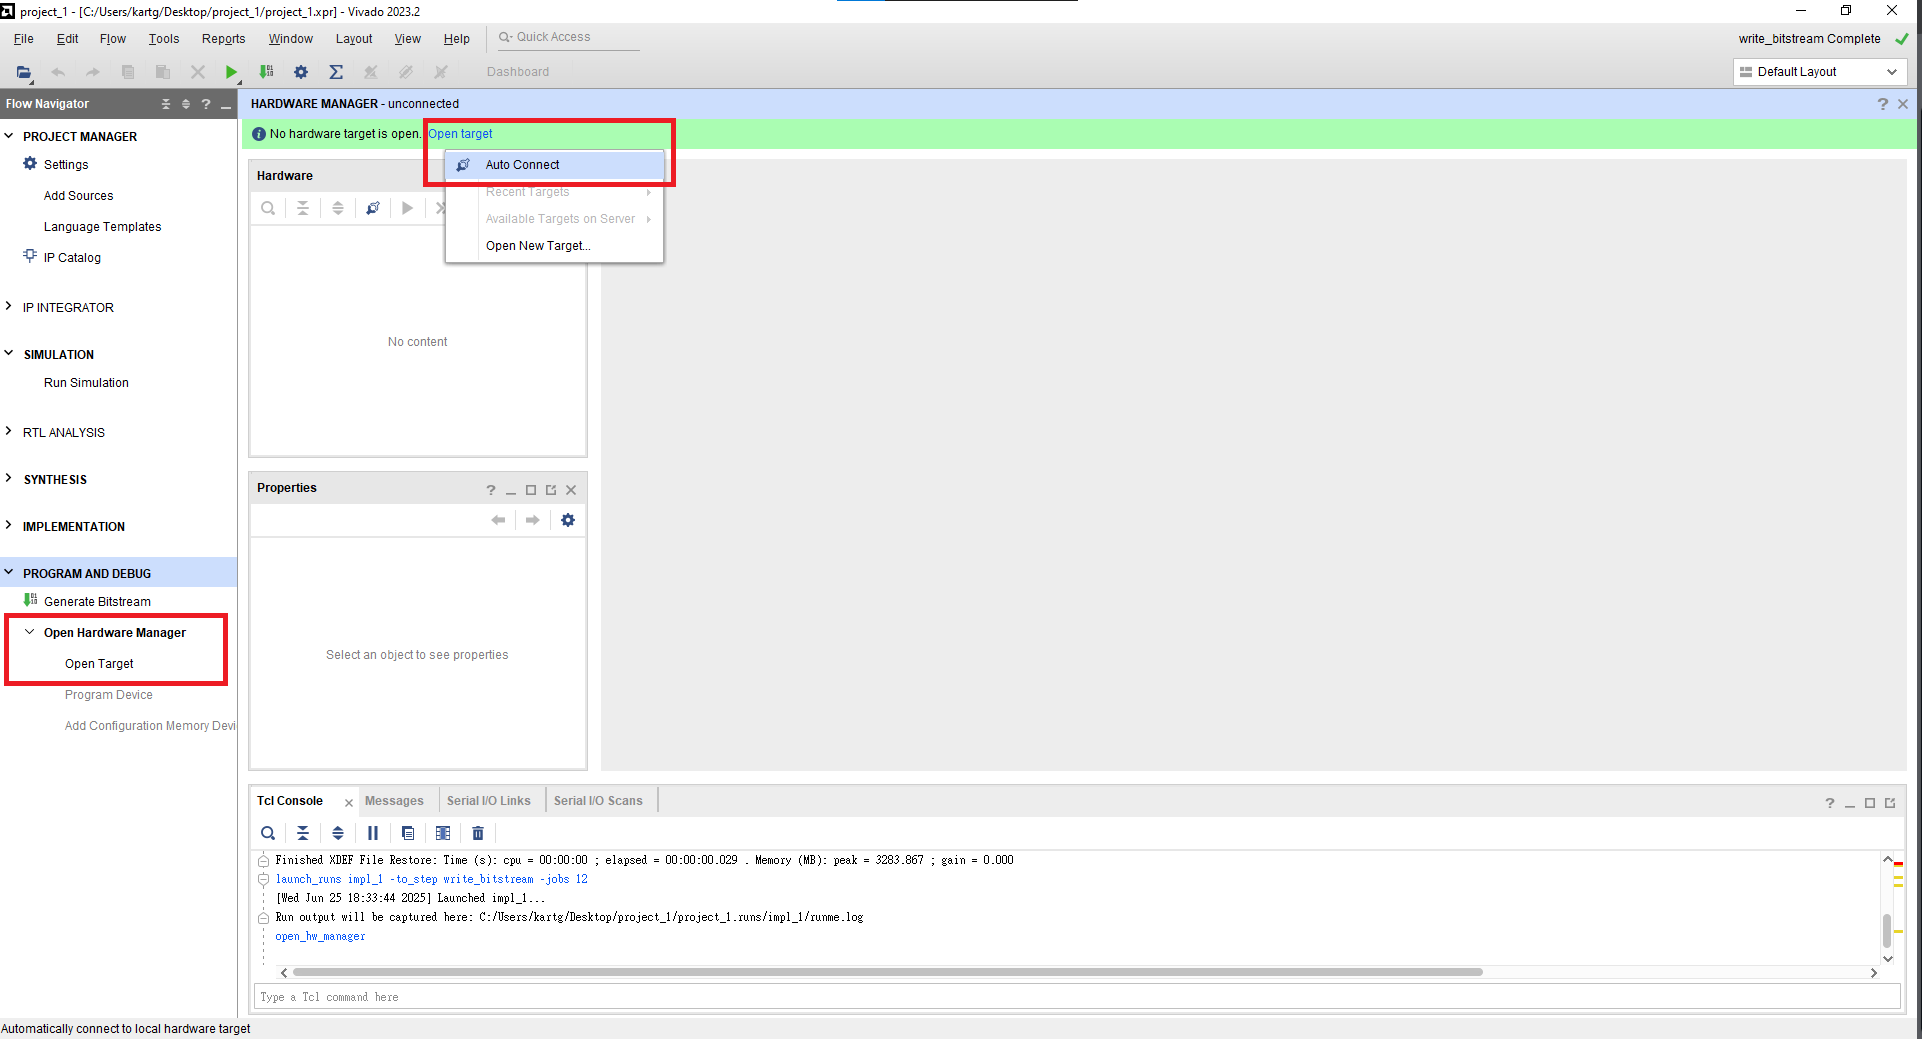 project_1 - [C:/Users/kartg/Desktop/project_1/project_1.xpr] - Vivado 2023.2
File Edit Flow Tools Reports Window Layout View Help Quick Access
write_bitstream Complete
Dashboard
Default Layout
Flow Navigator
HARDWARE MANAGER - unconnected
No hardware target is open. Open target
Auto Connect
Recent Targets
Available Targets on Server
Open New Target...
PROJECT MANAGER
Settings
Add Sources
Language Templates
IP Catalog
IP INTEGRATOR
SIMULATION
Run Simulation
RTL ANALYSIS
SYNTHESIS
IMPLEMENTATION
PROGRAM AND DEBUG
Generate Bitstream
Open Hardware Manager
Open Target
Program Device
Add Configuration Memory Devi
Hardware
No content
Properties
Select an object to see properties
Tcl Console Messages Serial I/O Links Serial I/O Scans
Finished XDEF File Restore: Time (s): cpu = 00:00:00 ; elapsed = 00:00:00.029 . Memory (MB): peak = 3283.867 ; gain = 0.000
launch_runs impl_1 -to_step write_bitstream -jobs 12
[Wed Jun 25 18:33:44 2025] Launched impl_1...
Run output will be captured here: C:/Users/kartg/Desktop/project_1/project_1.runs/impl_1/runme.log
open_hw_manager
Type a Tcl command here
Automatically connect to local hardware target